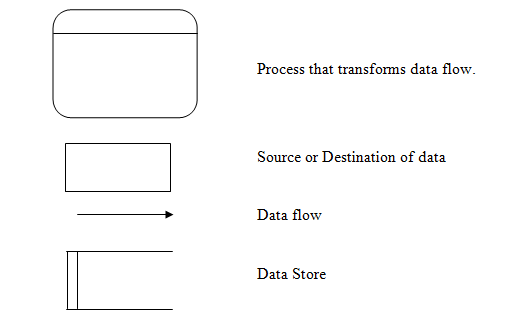 Process that transforms data flow.
Source or Destination of data
Data flow
Data Store